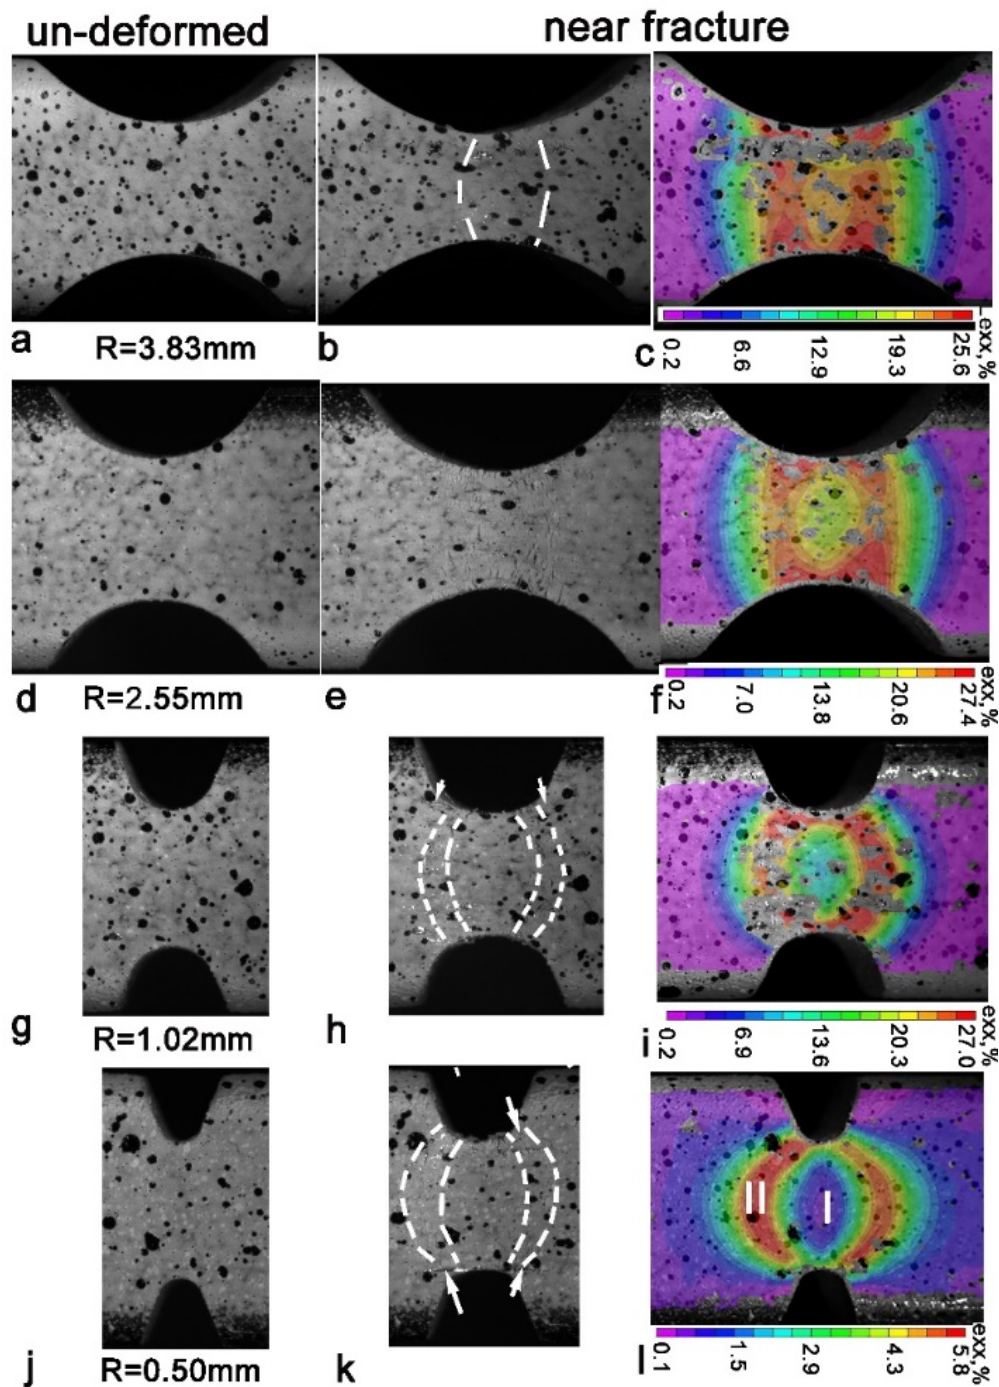 un-deformed near fracture
a R=3.83mm b c exx,%
0.2 6.6 12.9 19.3 25.6
d R=2.55mm e f exx,%
0.2 7.0 13.8 20.6 27.4
g R=1.02mm h i exx,%
0.2 6.9 13.6 20.3 27.0
II I
j R=0.50mm k l exx,%
0.1 1.5 2.9 4.3 5.8